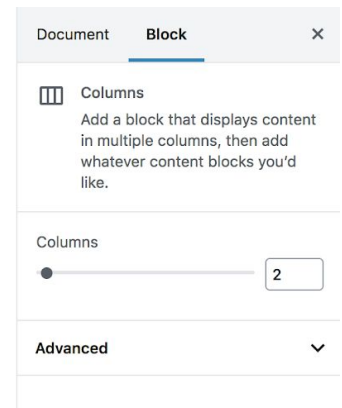 Document Block
Columns
Add a block that displays content
in multiple columns, then add
whatever content blocks you'd
like.
Columns
2
Advanced